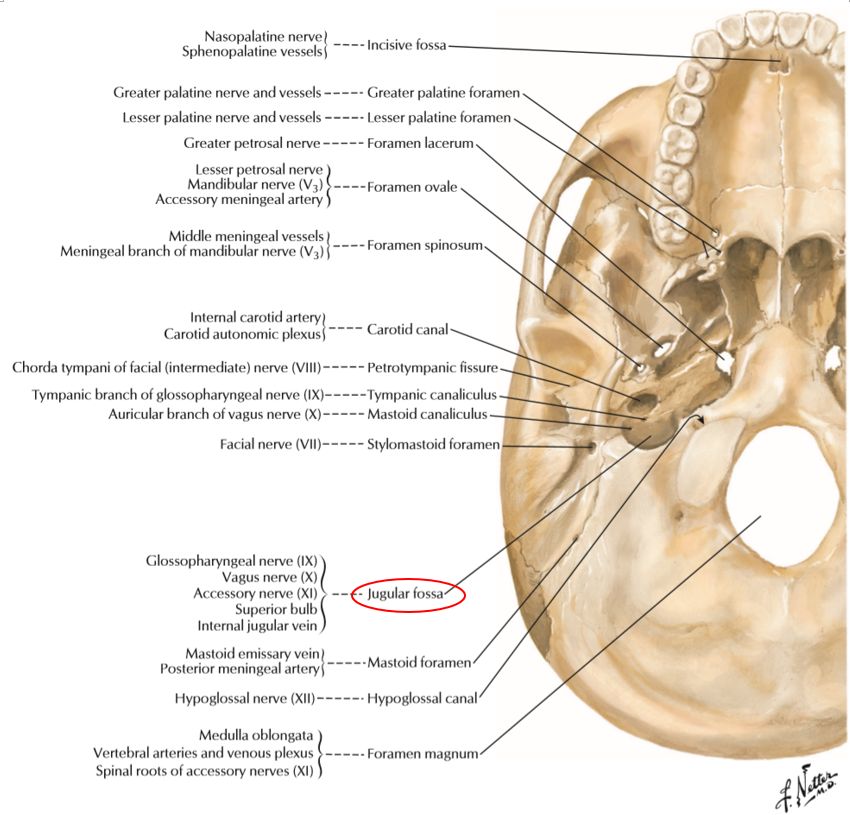 Nasopalatine nerve
Sphenopalatine vessels
Incisive fossa
Greater palatine nerve and vessels
Greater palatine foramen
Lesser palatine nerve and vessels
Lesser palatine foramen
Greater petrosal nerve
Foramen lacerum
Lesser petrosal nerve
Mandibular nerve (V3)
Accessory meningeal artery
Foramen ovale
Middle meningeal vessels
Meningeal branch of mandibular nerve (V3)
Foramen spinosum
Internal carotid artery
Carotid autonomic plexus
Carotid canal
Chorda tympani of facial (intermediate) nerve (VIII)
Petrotympanic fissure
Tympanic branch of glossopharyngeal nerve (IX)
Tympanic canaliculus
Auricular branch of vagus nerve (X)
Mastoid canaliculus
Facial nerve (VII)
Stylomastoid foramen
Glossopharyngeal nerve (IX)
Vagus nerve (X)
Accessory nerve (XI)
Superior bulb
Internal jugular vein
Jugular fossa
Mastoid emissary vein
Posterior meningeal artery
Mastoid foramen
Hypoglossal nerve (XII)
Hypoglossal canal
Medulla oblongata
Vertebral arteries and venous plexus
Spinal roots of accessory nerves (XI)
Foramen magnum
F. Netter M.D.